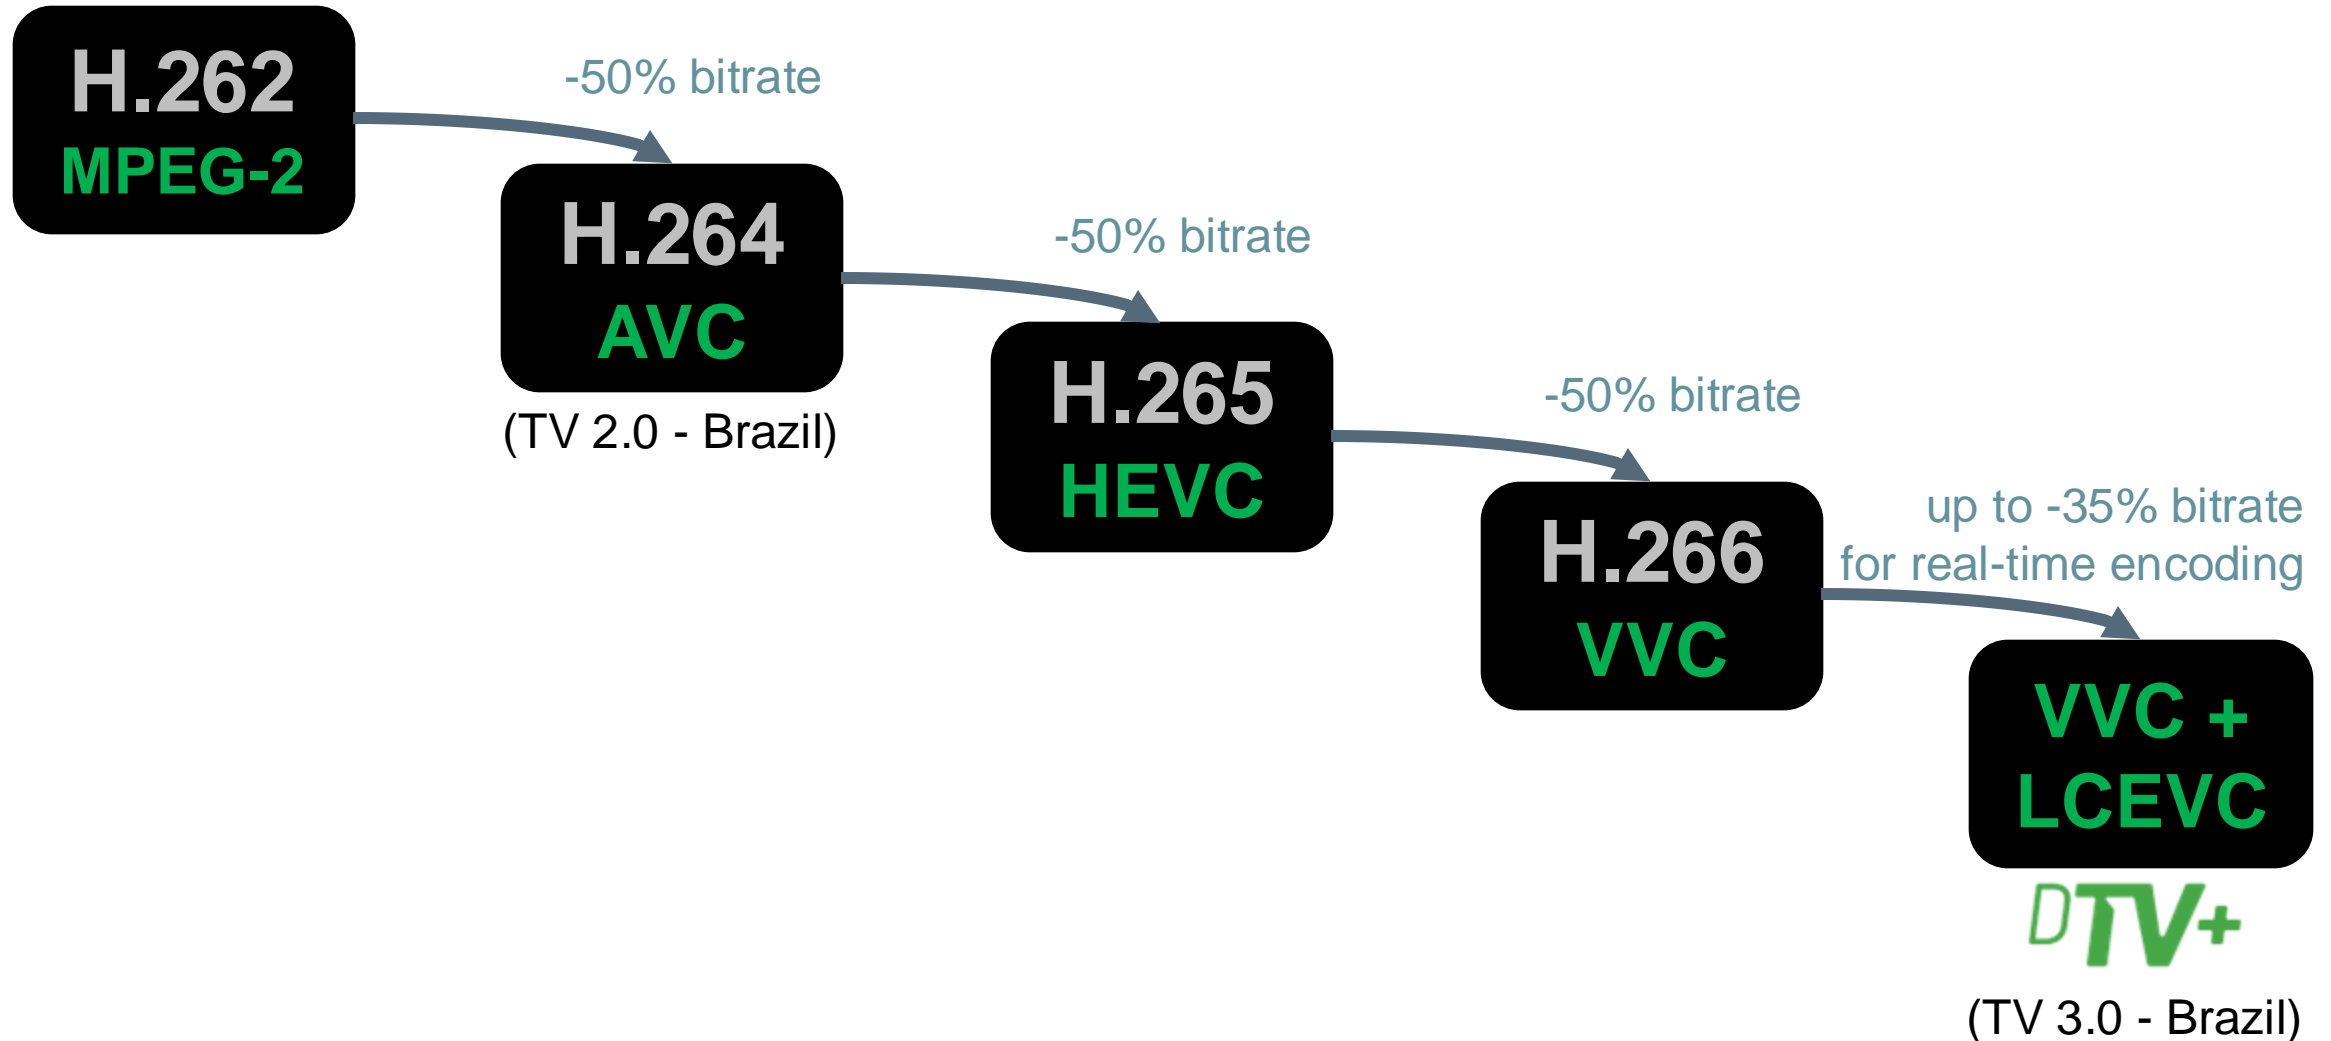 H.262
MPEG-2
-50% bitrate
H.264
AVC
(TV 2.0 - Brazil)
-50% bitrate
H.265
HEVC
-50% bitrate
H.266
VVC
up to -35% bitrate
for real-time encoding
VVC +
LCEVC
DTV+
(TV 3.0 - Brazil)